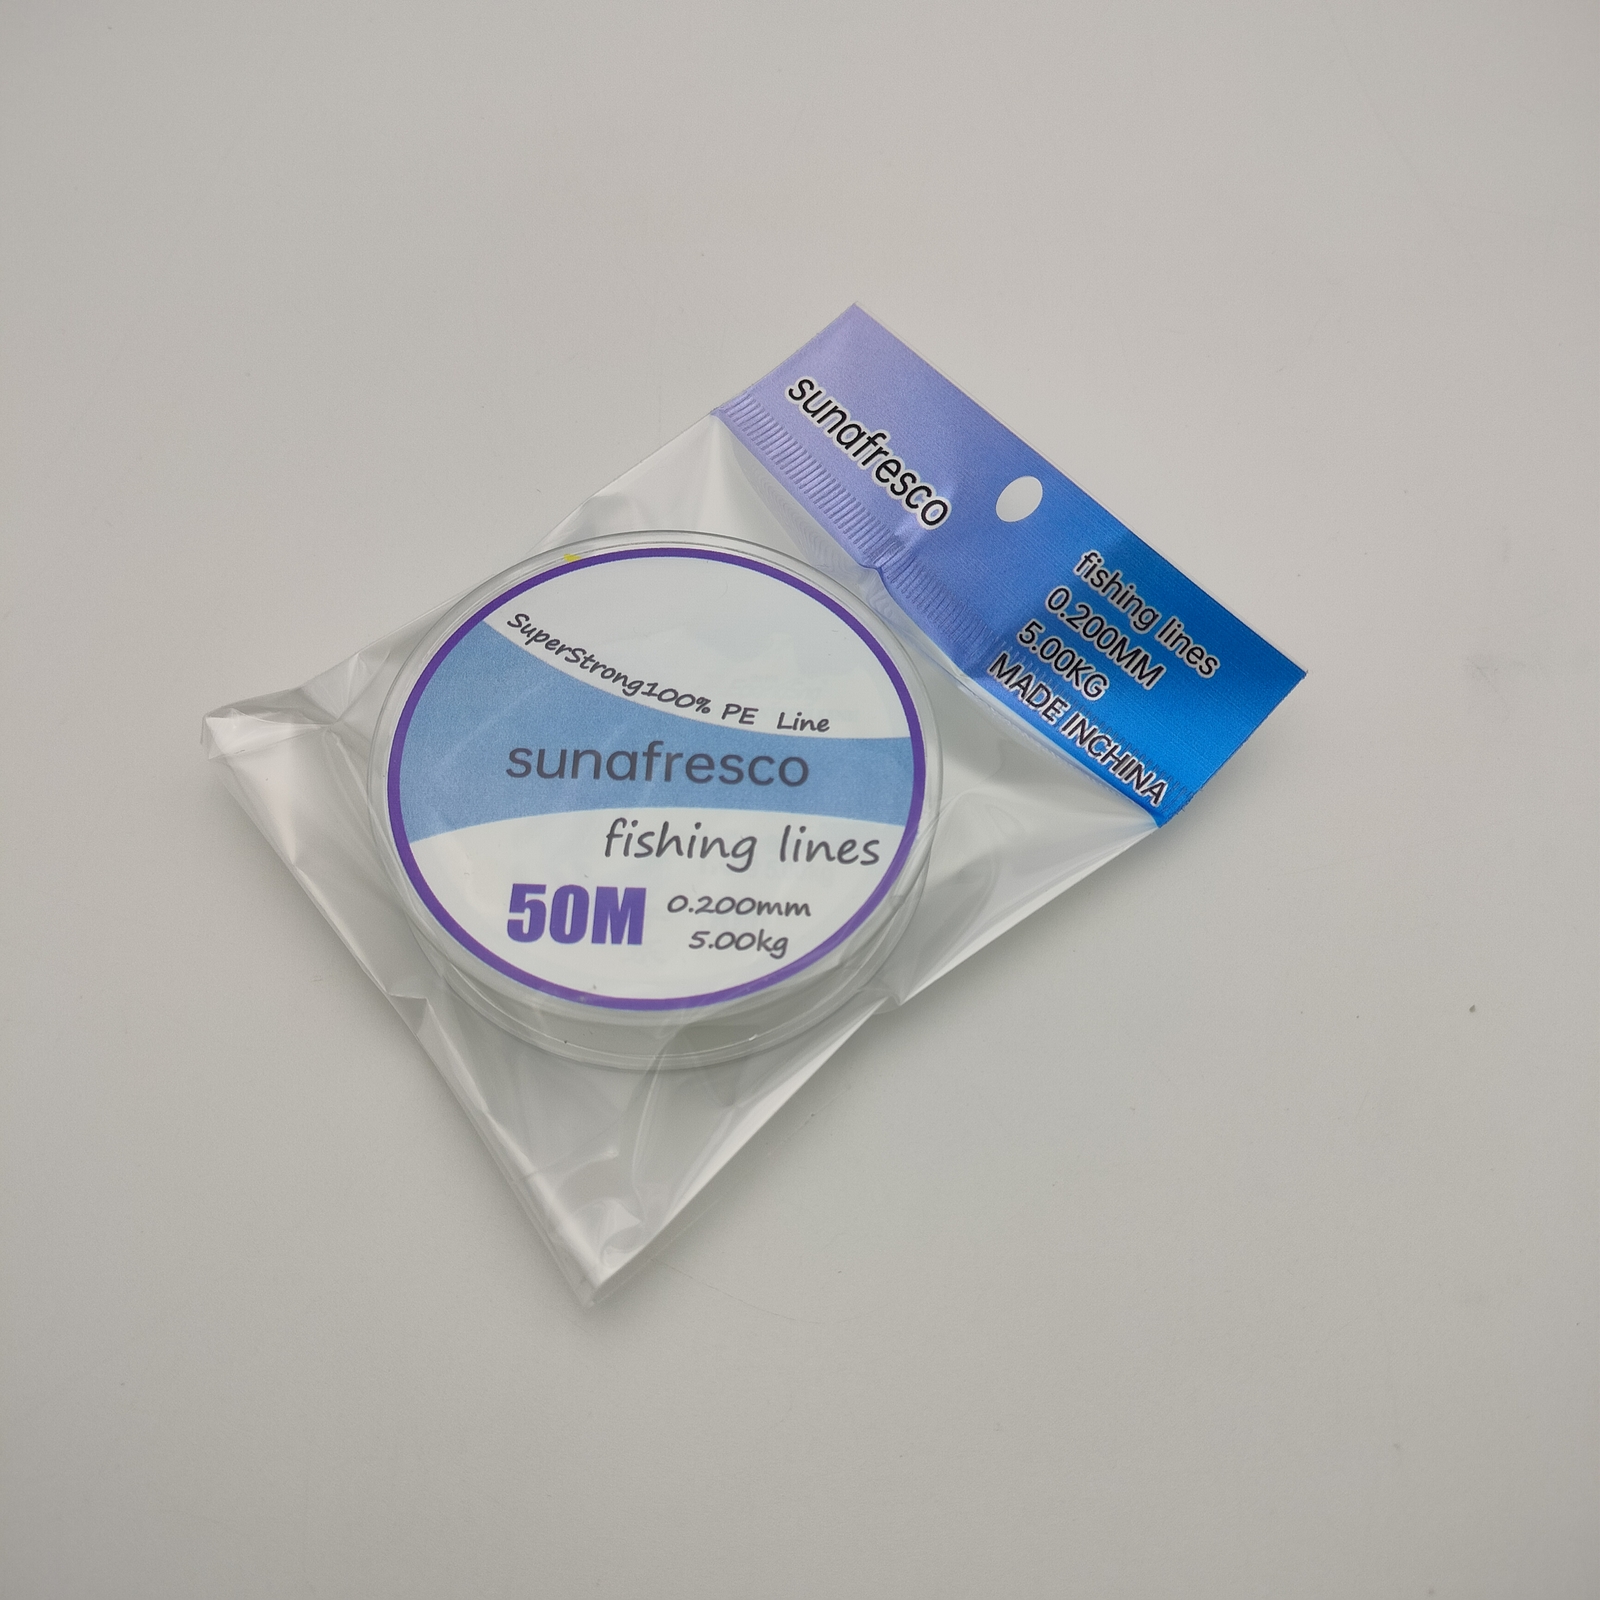 sunafresco
fishing lines
0.200MM
5.00KG
MADE INCHINA
SuperStrong100% PE Line
sunafresco
fishing lines
50M
0.200mm
5.00kg